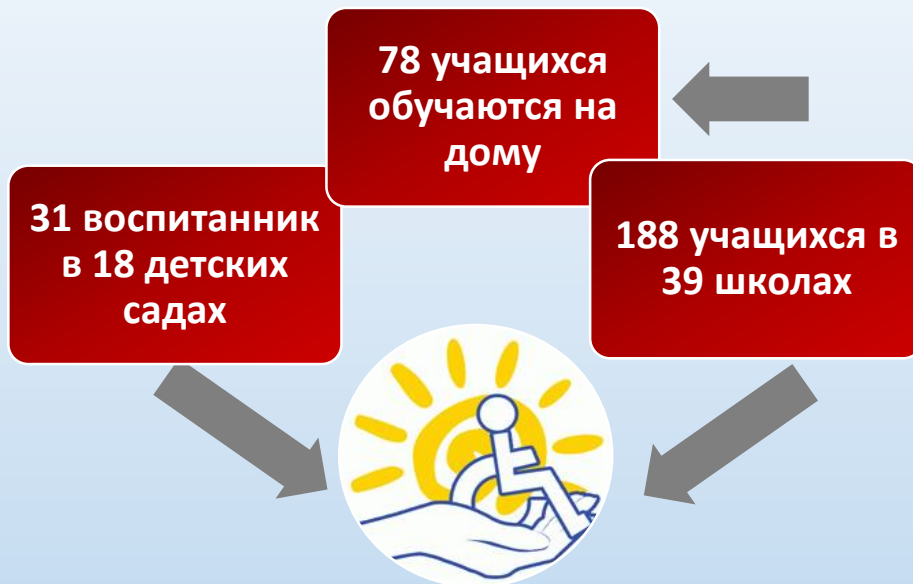 78 учащихся
обучаются на
дому
31 воспитанник
в 18 детских
садах
188 учащихся в
39 школах